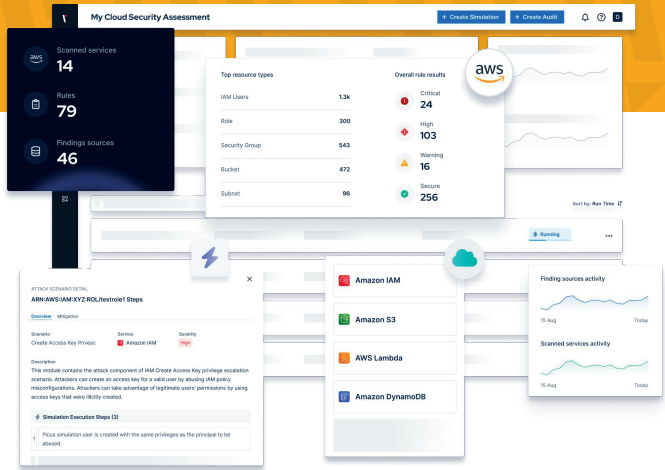 My Cloud Security Assessment
+ Create Simulation
+ Create Audit
D
aws
Scanned services
14
Rules
79
Findings sources
46
Top resource types
IAM Users 1.3k
Role 300
Security Group 543
Bucket 472
Subnet 96
Overall rule results
Critical
24
High
103
Warning
16
Secure
256
aws
Sort by: Run Time
Running
ATTACK SCENARIO DETAIL
ARN:AWS:IAM:XYZ:ROL/testrole1 Steps
Overview Mitigation
Scenario Service Severity
Create Access Key Privesc Amazon IAM High
Description
This module contains the attack component of IAM Create Access Key privilege escalation
scenario. Attackers can create an access key for a valid user by abusing IAM policy
misconfigurations. Attackers can take advantage of legitimate users' permissions by using
access keys that were illicitly created.
Simulation Execution Steps (3)
1 Picus simulation user is created with the same privileges as the principal to be
abused.
Amazon IAM
Amazon S3
AWS Lambda
Amazon DynamoDB
Finding sources activity
15 Aug Today
Scanned services activity
15 Aug Today